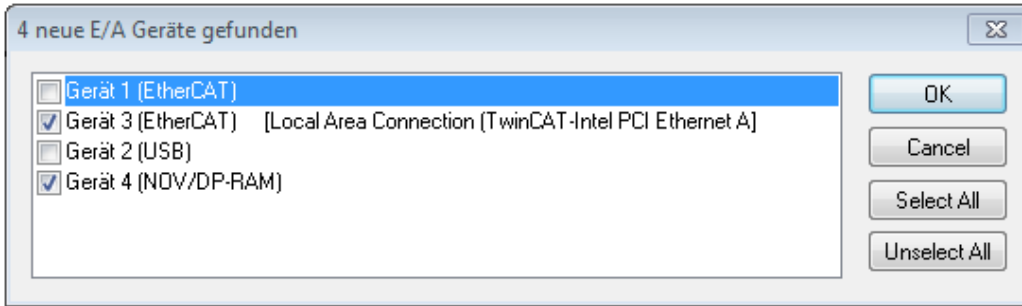 4 neue E/A Geräte gefunden
Gerät 1 (EtherCAT)
Gerät 3 (EtherCAT) [Local Area Connection (TwinCAT-Intel PCI Ethernet A]
Gerät 2 (USB)
Gerät 4 (NOV/DP-RAM)
OK
Cancel
Select All
Unselect All